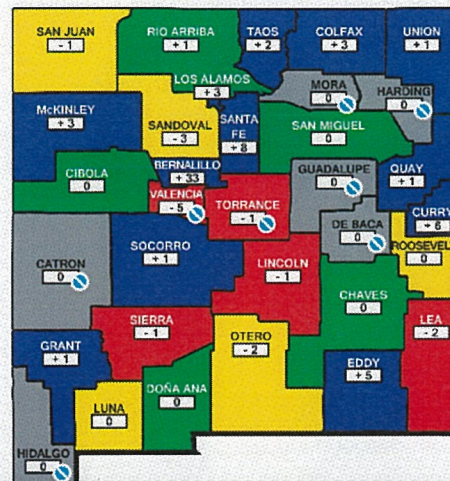 SAN JUAN
- 1
RIO ARRIBA
+ 1
TAOS
+ 2
COLFAX
+ 3
UNION
+ 1
LOS ALAMOS
+ 3
MORA
0
HARDING
0
McKINLEY
+ 3
SANDOVAL
- 3
SANTA
FE
+ 8
SAN MIGUEL
0
CIBOLA
0
BERNALILLO
+ 33
GUADALUPE
0
QUAY
+ 1
VALENCIA
- 5
TORRANCE
- 1
CURRY
+ 6
DE BACA
0
ROOSEVEL
0
CATRON
0
SOCORRO
+ 1
LINCOLN
- 1
CHAVES
0
SIERRA
- 1
LEA
- 2
GRANT
+ 1
OTERO
- 2
EDDY
+ 5
DOÑA ANA
0
LUNA
0
HIDALGO
0